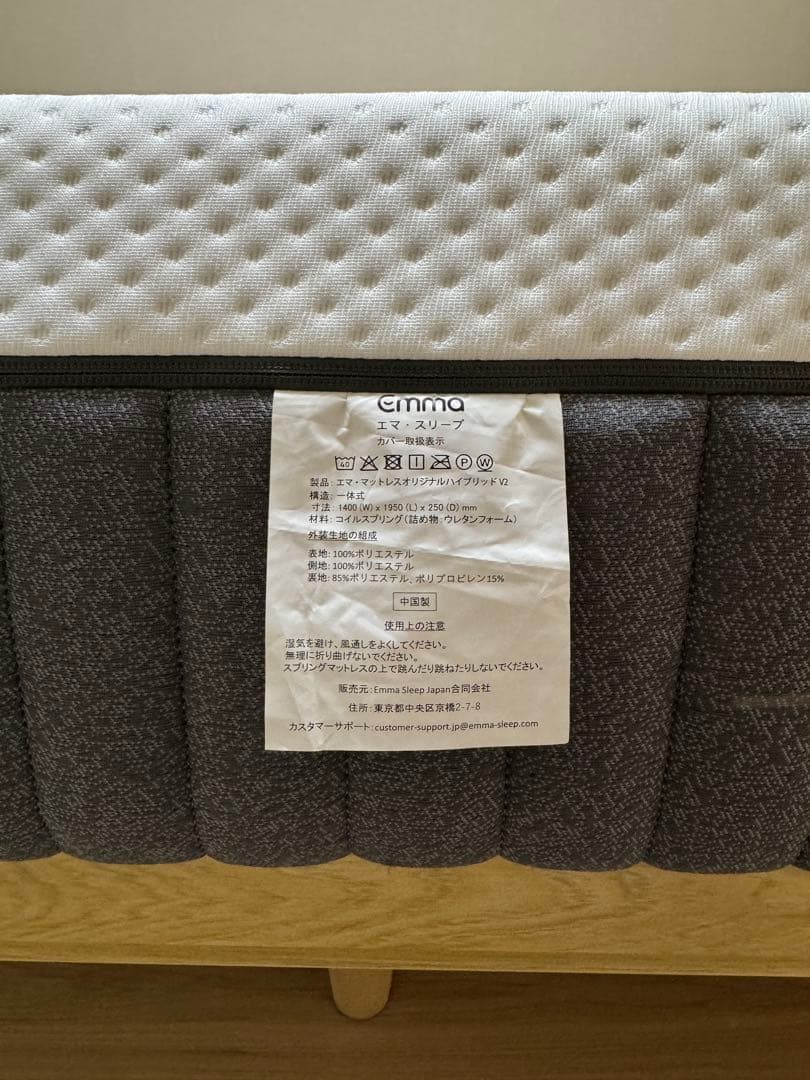 emma
エマ・スリープ
カバー取扱表示
40 P W
製品: エマ・マットレスオリジナルハイブリッド V2
構造: 一体式
寸法: 1400 (W) x 1950 (L) x 250 (D) mm
材料: コイルスプリング (詰め物: ウレタンフォーム)
外装生地の組成
表地: 100%ポリエステル
側地: 100%ポリエステル
裏地: 85%ポリエステル、ポリプロピレン15%
中国製
使用上の注意
湿気を避け、風通しをよくしてください。
無理に折り曲げないでください。
スプリングマットレスの上で跳んだり跳ねたりしないでください。
販売元: Emma Sleep Japan合同会社
住所: 東京都中央区京橋2-7-8
カスタマーサポート: customer-support.jp@emma-sleep.com